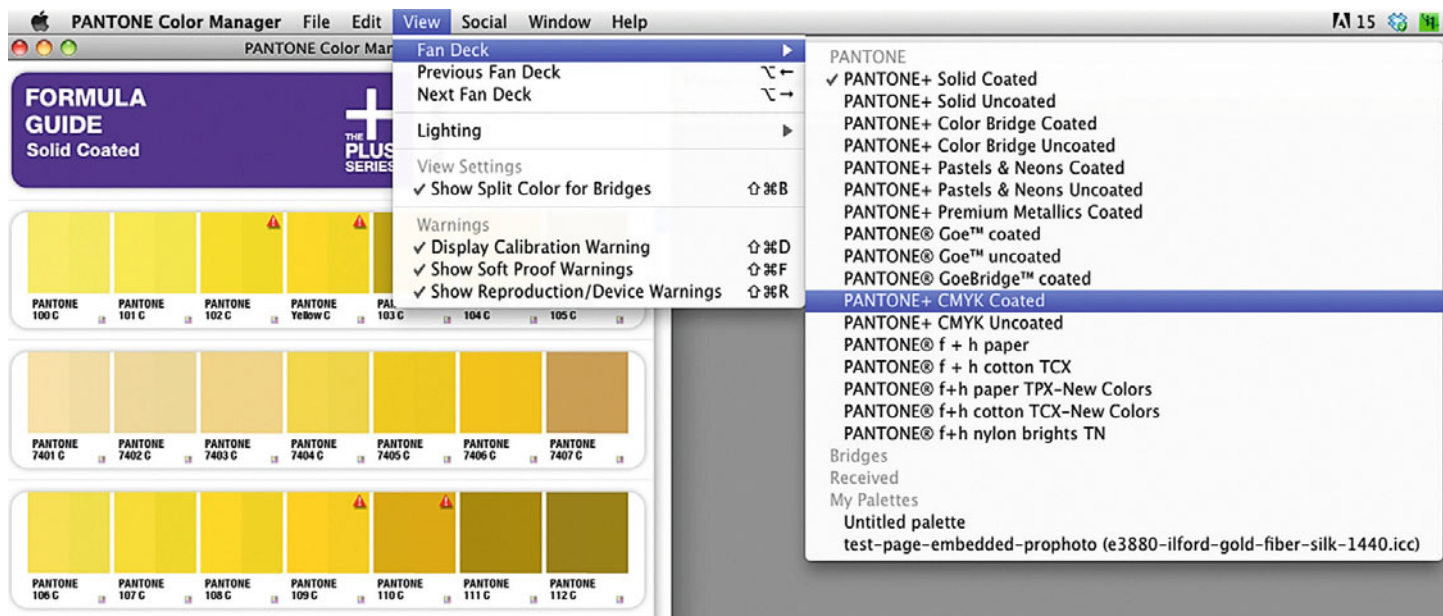 PANTONE Color Manager File Edit View Social Window Help
15
PANTONE Color Mar
FORMULA
GUIDE
Solid Coated
THE
PLUS
SERIES
Fan Deck
Previous Fan Deck ⌥←
Next Fan Deck ⌥→
Lighting
View Settings
✓ Show Split Color for Bridges ⇧⌘B
Warnings
✓ Display Calibration Warning ⇧⌘D
✓ Show Soft Proof Warnings ⇧⌘F
✓ Show Reproduction/Device Warnings ⇧⌘R
PANTONE
✓ PANTONE+ Solid Coated
PANTONE+ Solid Uncoated
PANTONE+ Color Bridge Coated
PANTONE+ Color Bridge Uncoated
PANTONE+ Pastels & Neons Coated
PANTONE+ Pastels & Neons Uncoated
PANTONE+ Premium Metallics Coated
PANTONE® Goe™ coated
PANTONE® Goe™ uncoated
PANTONE® GoeBridge™ coated
PANTONE+ CMYK Coated
PANTONE+ CMYK Uncoated
PANTONE® f + h paper
PANTONE® f + h cotton TCX
PANTONE® f+h paper TPX-New Colors
PANTONE® f+h cotton TCX-New Colors
PANTONE® f+h nylon brights TN
Bridges
Received
My Palettes
Untitled palette
test-page-embedded-prophoto (e3880-ilford-gold-fiber-silk-1440.icc)
PANTONE PANTONE PANTONE PANTONE PA
100 C 101 C 102 C Yellow C 103 C 104 C 105 C
PANTONE PANTONE PANTONE PANTONE PANTONE PANTONE PANTONE
7401 C 7402 C 7403 C 7404 C 7405 C 7406 C 7407 C
PANTONE PANTONE PANTONE PANTONE PANTONE PANTONE PANTONE
106 C 107 C 108 C 109 C 110 C 111 C 112 C